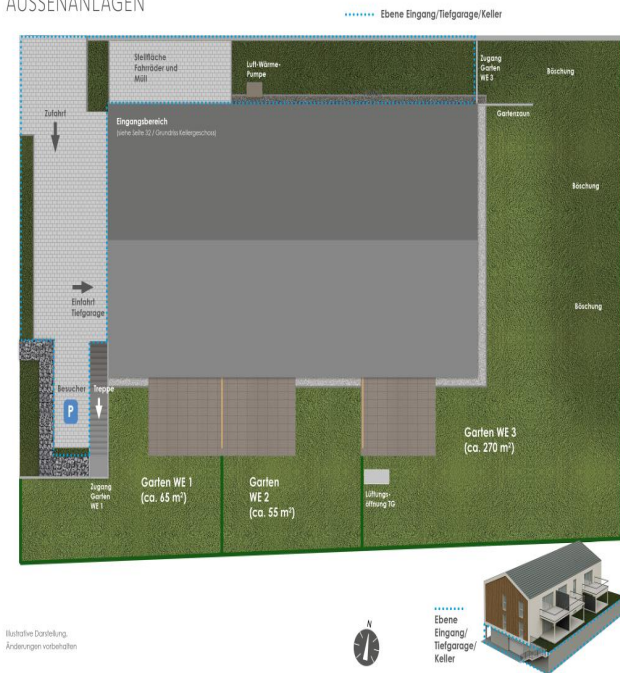 AUSSENANLAGEN
Ebene Eingang/Tiefgarage/Keller
Stellfläche
Fahrräder und
Müll
Luft-Wärme-
Pumpe
Zugang
Garten
WE 3
Böschung
Zufahrt
Gartenzaun
Eingangsbereich
(siehe Seite 32 / Grundriss Kellergeschoss)
Böschung
Einfahrt
Tiefgarage
Böschung
Besucher
Treppe
P
Garten WE 3
(ca. 270 m²)
Zugang
Garten
WE 1
Garten WE 1
(ca. 65 m²)
Garten
WE 2
(ca. 55 m²)
Lüftungs-
öffnung TG
Illustrative Darstellung,
Änderungen vorbehalten
N
Ebene
Eingang/
Tiefgarage/
Keller